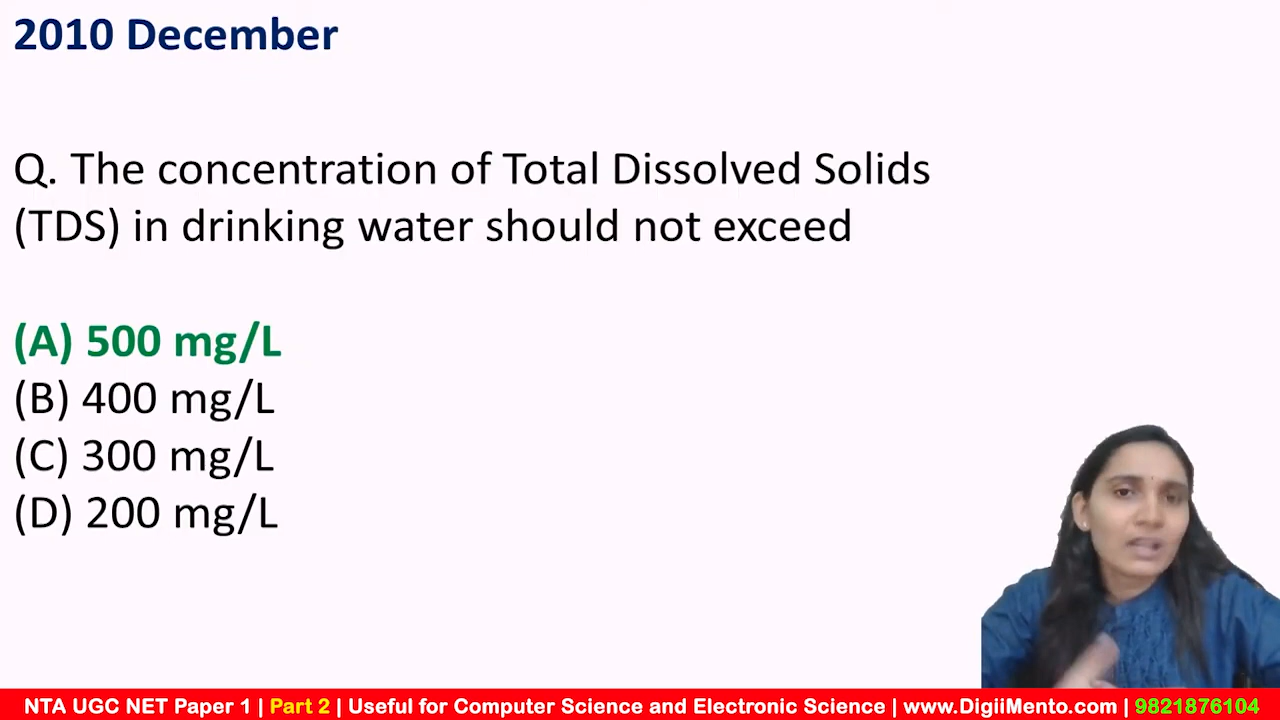 2010 December
Q. The concentration of Total Dissolved Solids
(TDS) in drinking water should not exceed
(A) 500 mg/L
(B) 400 mg/L
(C) 300 mg/L
(D) 200 mg/L
NTA UGC NET Paper 1 | Part 2 | Useful for Computer Science and Electronic Science | www.DigiiMento.com | 9821876104